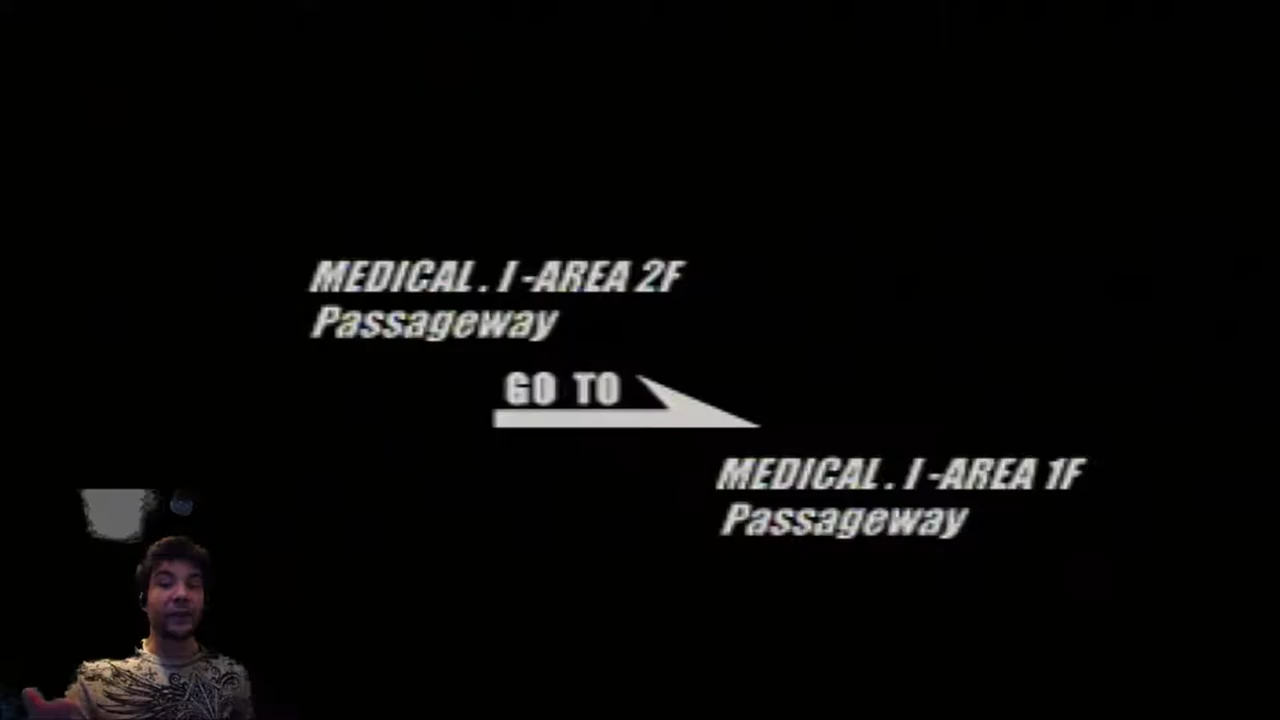 MEDICAL . I -AREA 2F
Passageway
GO TO
MEDICAL . I -AREA 1F
Passageway